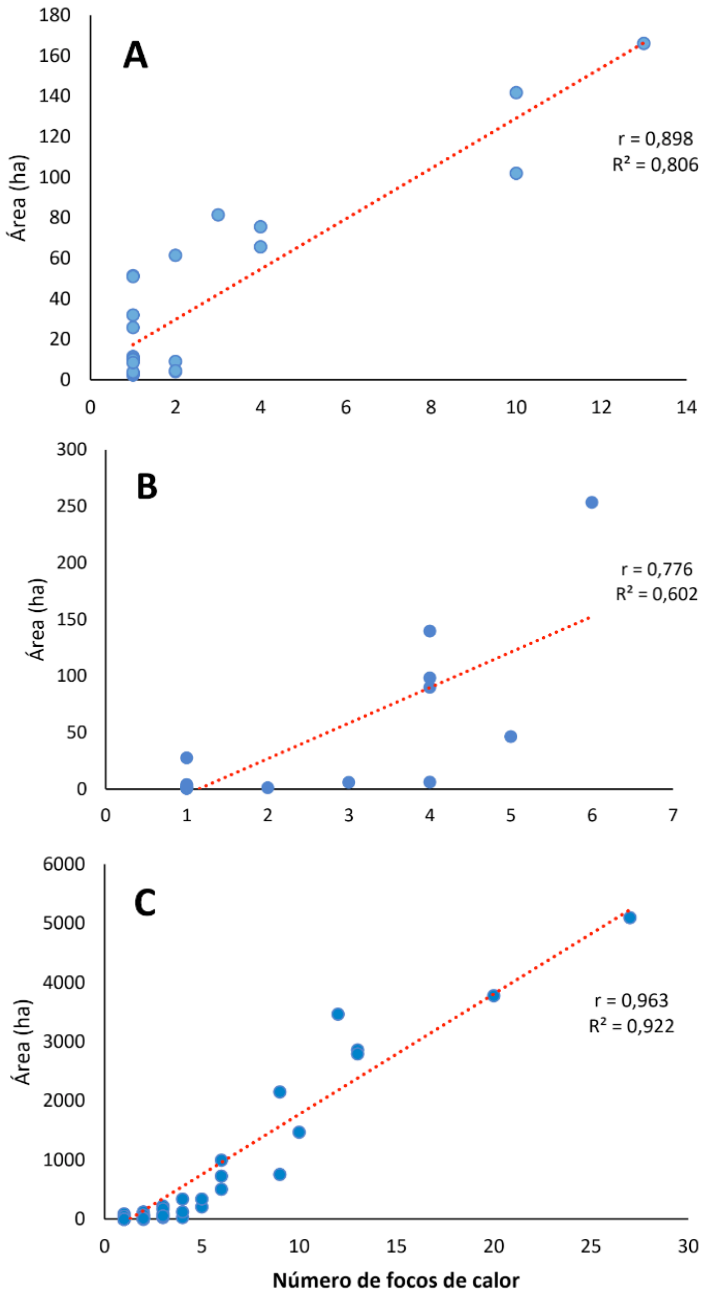 A
180
160
140
120
100
80
60
40
20
0
Área (ha)
r = 0,898
R² = 0,806
0 2 4 6 8 10 12 14
B
300
250
200
150
100
50
0
Área (ha)
r = 0,776
R² = 0,602
0 1 2 3 4 5 6 7
C
6000
5000
4000
3000
2000
1000
0
Área (ha)
r = 0,963
R² = 0,922
0 5 10 15 20 25 30
Número de focos de calor